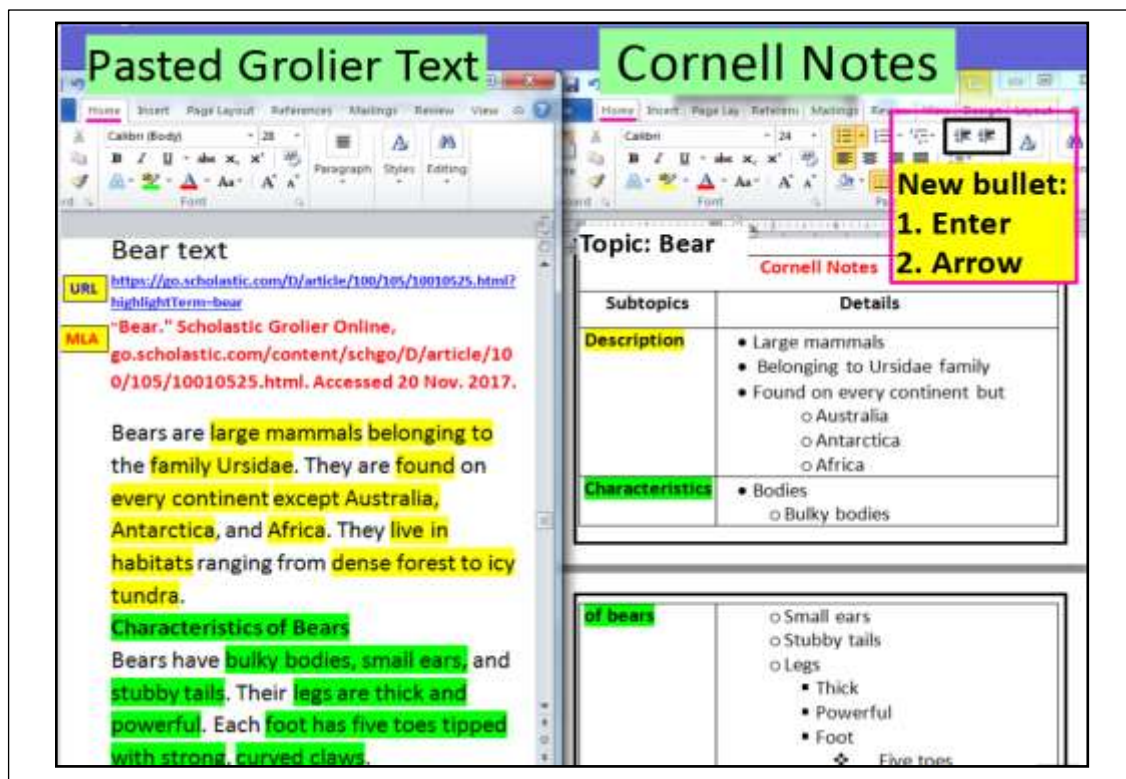 Pasted Grolier Text
Home Insert Page Layout References Mailings Review View
Calibri (Body) 28
Paragraph Styles Editing
Font
Bear text
URL
https://go.scholastic.com/D/article/100/105/10010525.html?
highlightTerm=bear
MLA
"Bear." Scholastic Grolier Online,
go.scholastic.com/content/schgo/D/article/10
0/105/10010525.html. Accessed 20 Nov. 2017.
Bears are large mammals belonging to
the family Ursidae. They are found on
every continent except Australia,
Antarctica, and Africa. They live in
habitats ranging from dense forest to icy
tundra.
Characteristics of Bears
Bears have bulky bodies, small ears, and
stubby tails. Their legs are thick and
powerful. Each foot has five toes tipped
with strong, curved claws.
Cornell Notes
Home Insert Page Lay Mailings
Calibri 24
Font
New bullet:
1. Enter
2. Arrow
Topic: Bear
Cornell Notes
Subtopics Details
Description
• Large mammals
• Belonging to Ursidae family
• Found on every continent but
○ Australia
○ Antarctica
○ Africa
Characteristics
• Bodies
○ Bulky bodies
of bears
○ Small ears
○ Stubby tails
○ Legs
▪ Thick
▪ Powerful
▪ Foot
❖ Five toes